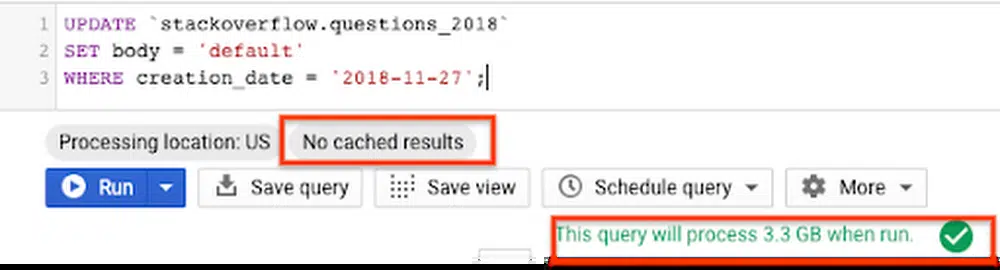 1 UPDATE `stackoverflow.questions_2018`
2 SET body = 'default'
3 WHERE creation_date = '2018-11-27';
Processing location: US No cached results
Run Save query Save view Schedule query More
This query will process 3.3 GB when run.